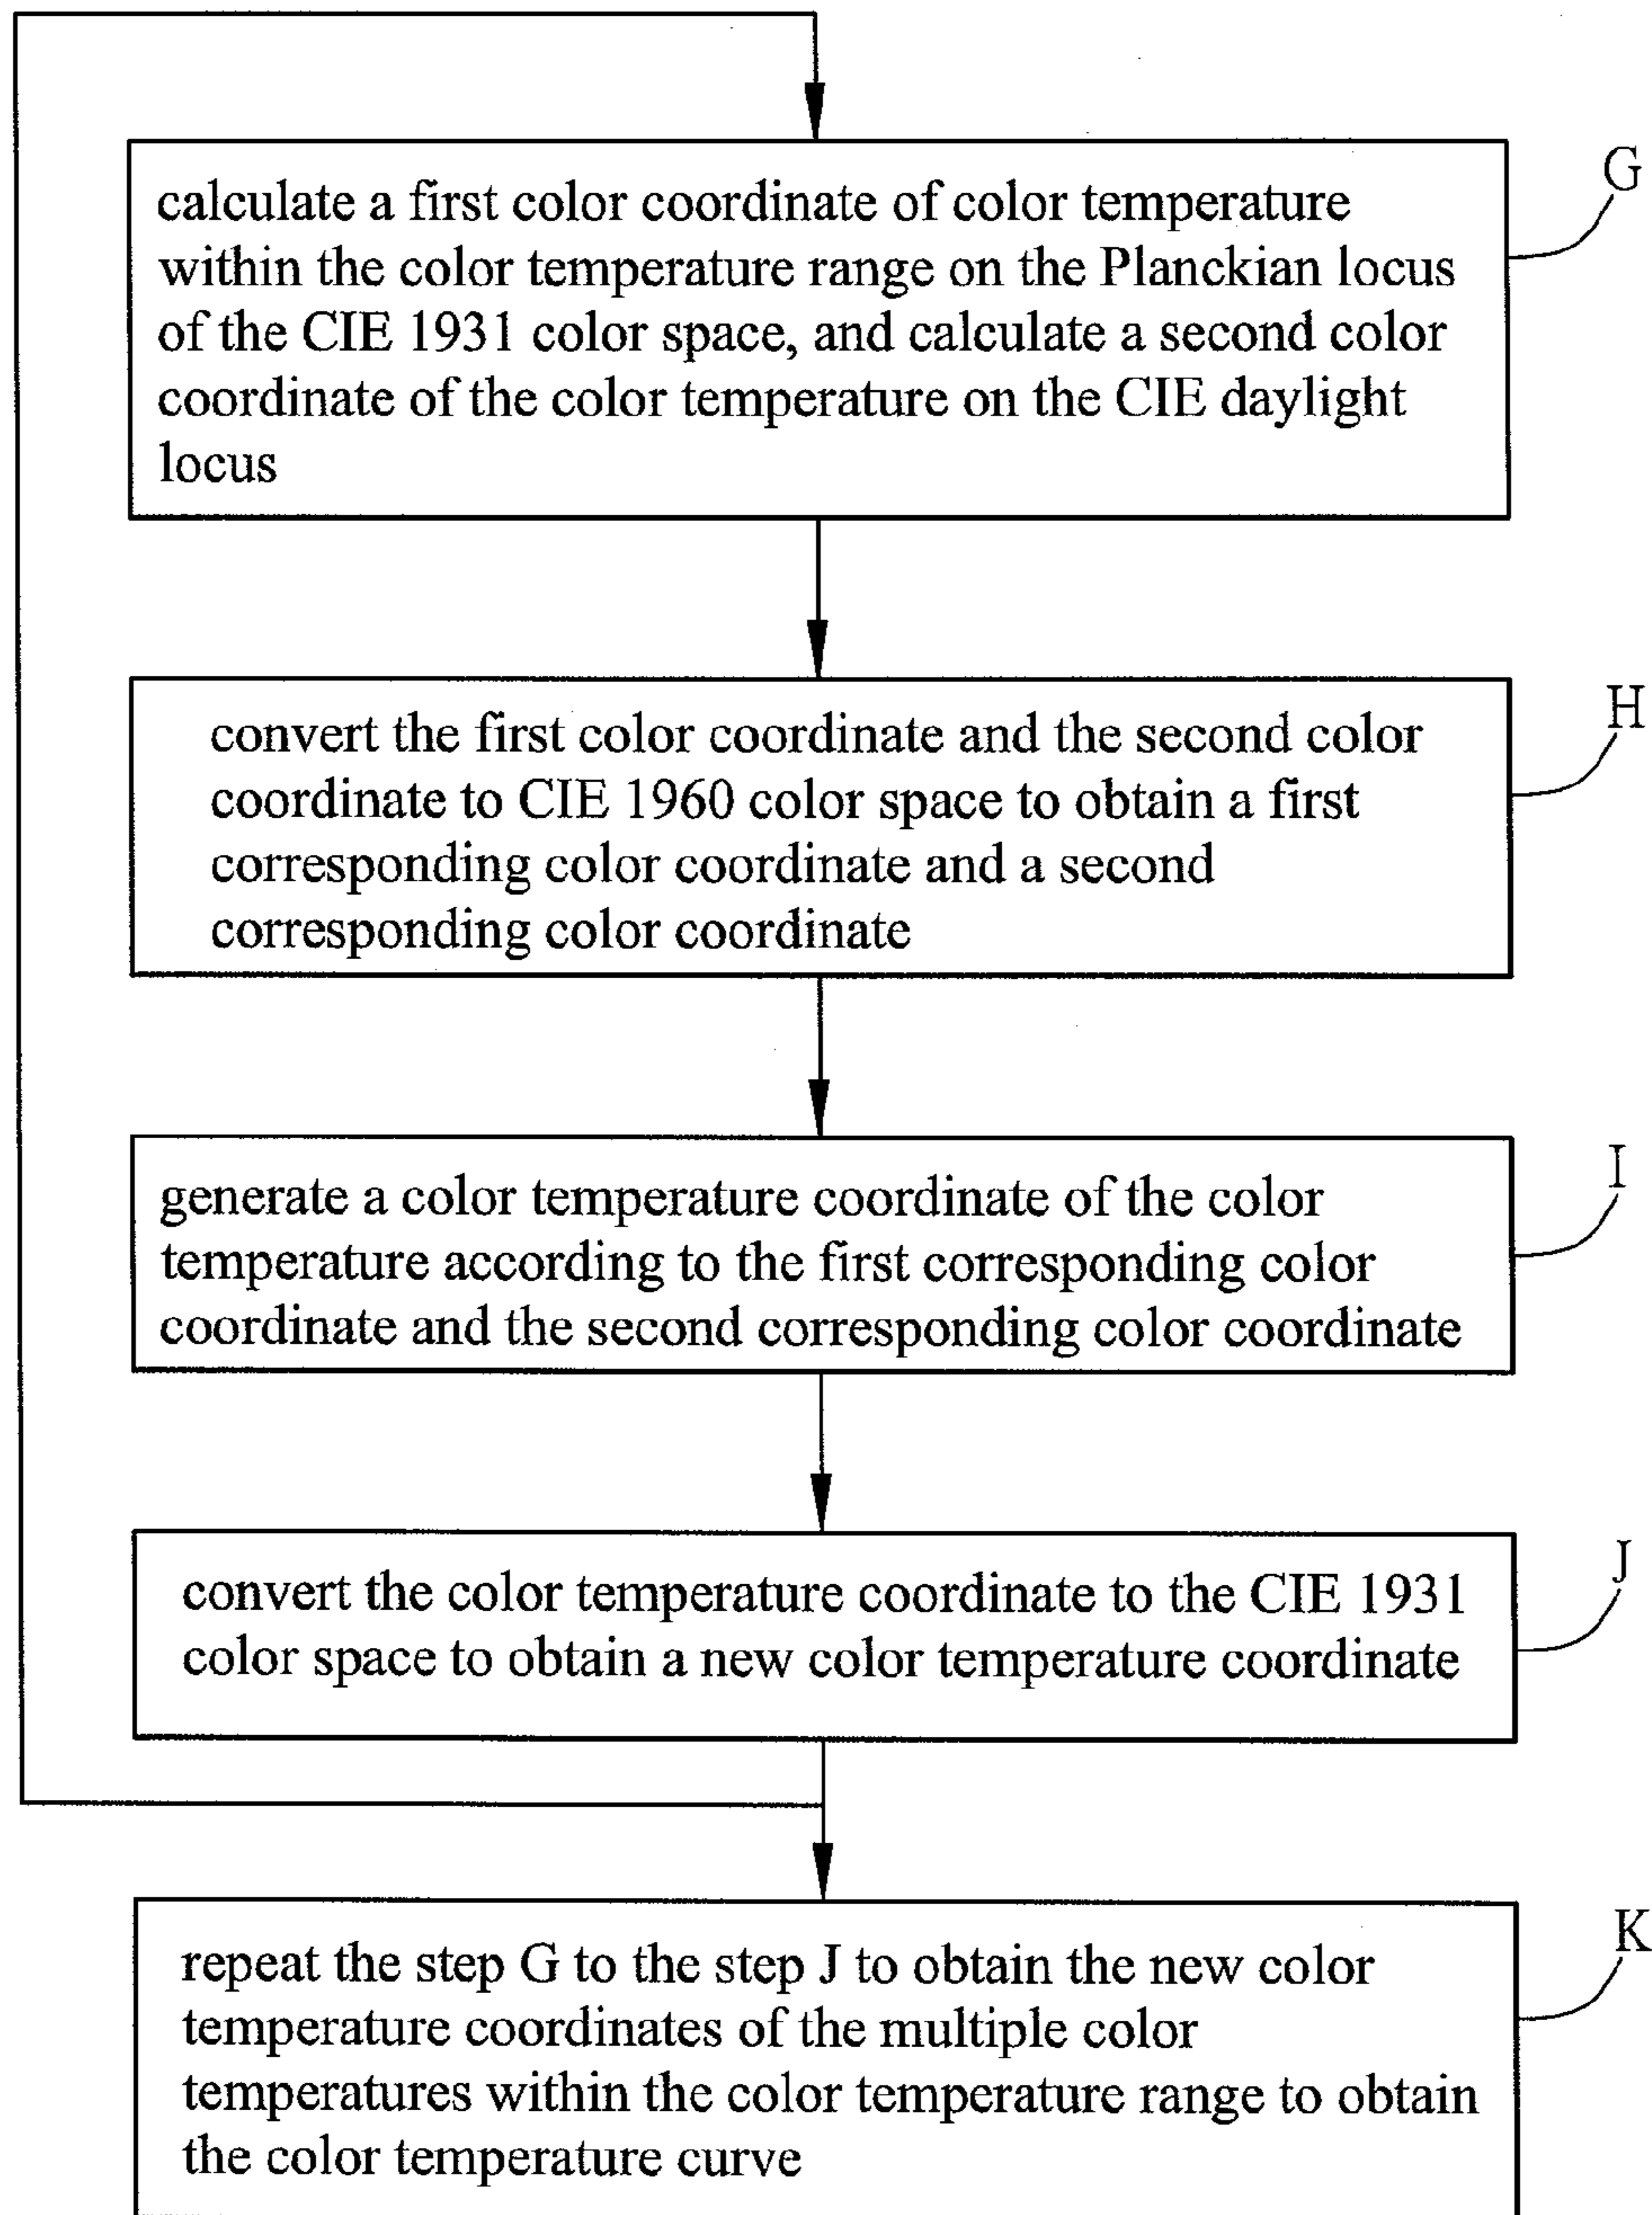 calculate a first color coordinate of color temperature
within the color temperature range on the Planckian locus
of the CIE 1931 color space, and calculate a second color
coordinate of the color temperature on the CIE daylight
locus
G
convert the first color coordinate and the second color
coordinate to CIE 1960 color space to obtain a first
corresponding color coordinate and a second
corresponding color coordinate
H
generate a color temperature coordinate of the color
temperature according to the first corresponding color
coordinate and the second corresponding color coordinate
I
convert the color temperature coordinate to the CIE 1931
color space to obtain a new color temperature coordinate
J
repeat the step G to the step J to obtain the new color
temperature coordinates of the multiple color
temperatures within the color temperature range to obtain
the color temperature curve
K